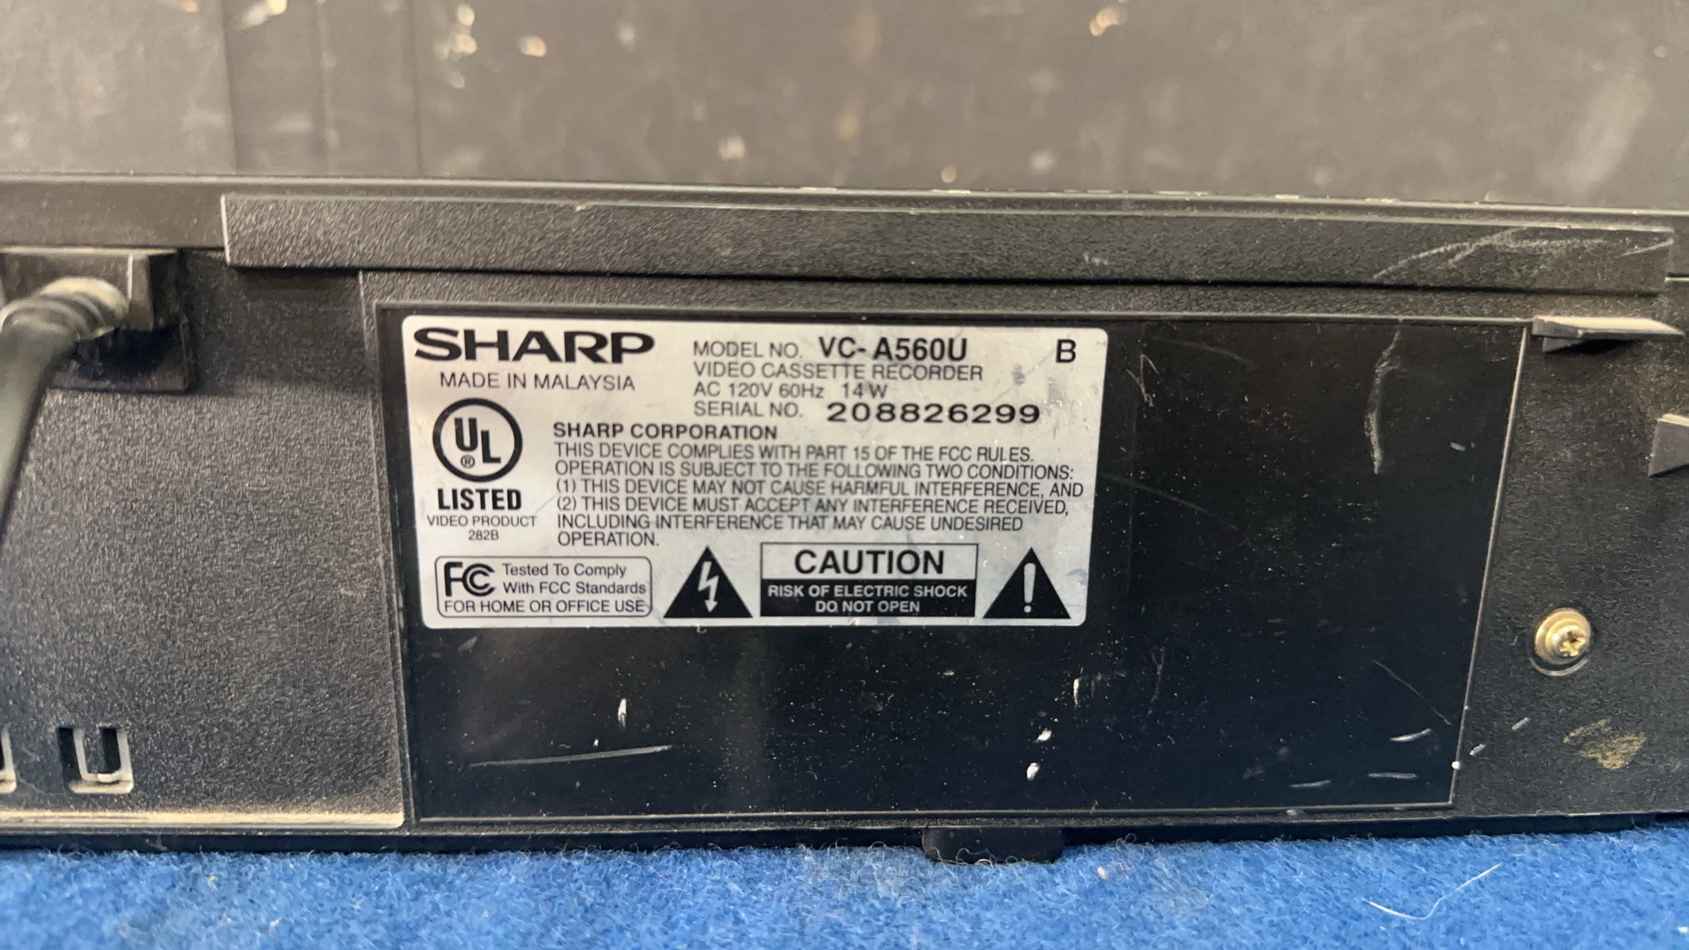 SHARP
MADE IN MALAYSIA
MODEL NO. VC-A560U B
VIDEO CASSETTE RECORDER
AC 120V 60Hz 14W
SERIAL NO. 208826299
UL
®
LISTED
VIDEO PRODUCT
282B
SHARP CORPORATION
THIS DEVICE COMPLIES WITH PART 15 OF THE FCC RULES.
OPERATION IS SUBJECT TO THE FOLLOWING TWO CONDITIONS:
(1) THIS DEVICE MAY NOT CAUSE HARMFUL INTERFERENCE, AND
(2) THIS DEVICE MUST ACCEPT ANY INTERFERENCE RECEIVED,
INCLUDING INTERFERENCE THAT MAY CAUSE UNDESIRED
OPERATION.
FC Tested To Comply
With FCC Standards
FOR HOME OR OFFICE USE
CAUTION
RISK OF ELECTRIC SHOCK
DO NOT OPEN